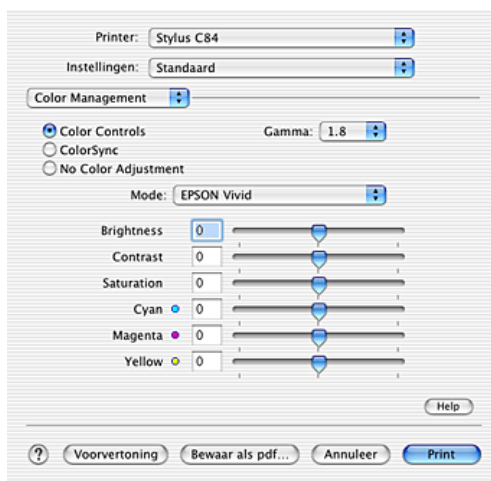 Printer: Stylus C84
Instellingen: Standaard
Color Management
Color Controls Gamma: 1.8
ColorSync
No Color Adjustment
Mode: EPSON Vivid
Brightness 0
Contrast 0
Saturation 0
Cyan 0
Magenta 0
Yellow 0
Help
? Voorvertoning Bewaar als pdf... Annuleer Print